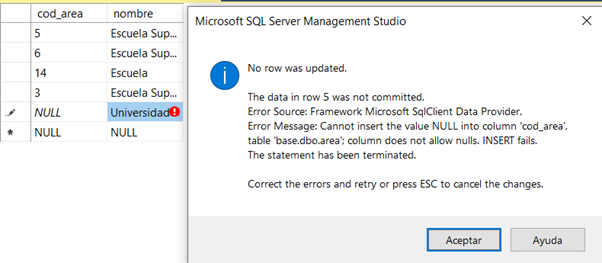 cod_area nombre
5 Escuela Sup...
6 Escuela Sup...
14 Escuela
3 Escuela Sup...
NULL Universidad
NULL NULL
Microsoft SQL Server Management Studio
No row was updated.
The data in row 5 was not committed.
Error Source: Framework Microsoft SqlClient Data Provider.
Error Message: Cannot insert the value NULL into column 'cod_area',
table 'base.dbo.area'; column does not allow nulls. INSERT fails.
The statement has been terminated.
Correct the errors and retry or press ESC to cancel the changes.
Aceptar Ayuda